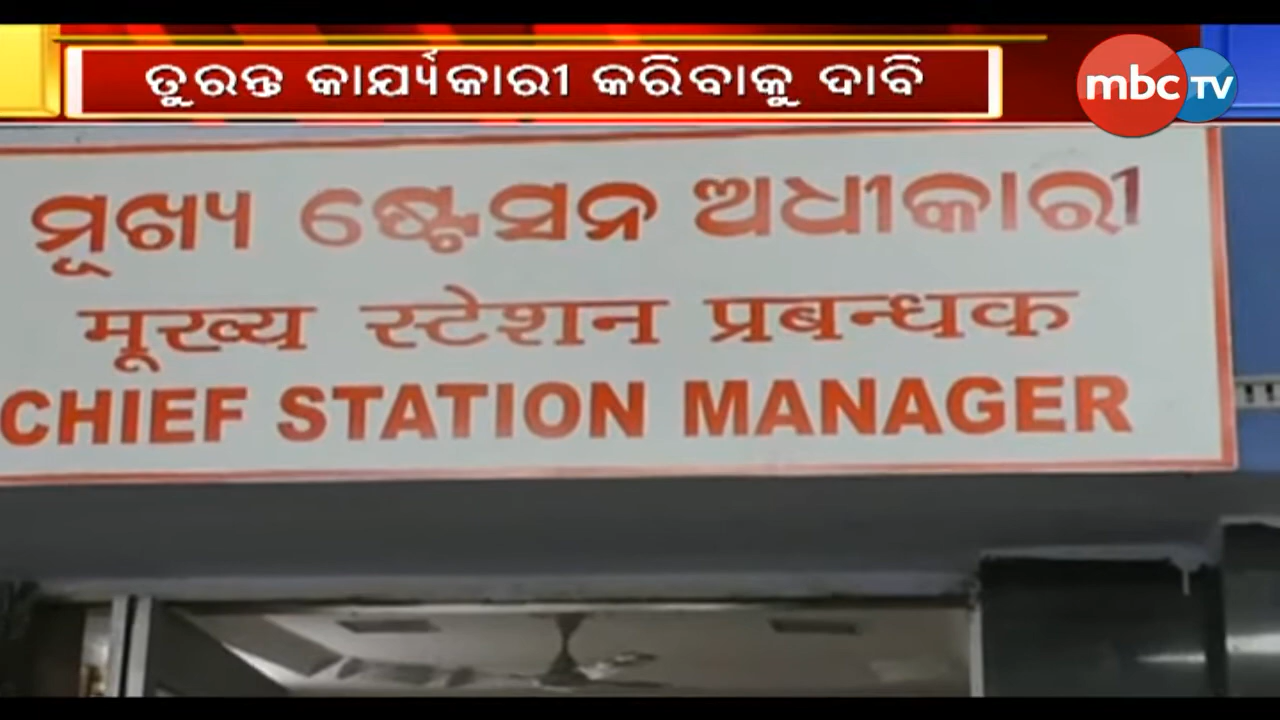 ତୁରନ୍ତ କାର୍ଯ୍ୟକାରୀ କରିବାକୁ ଦାବି
mbc TV
ମୂଖ୍ୟ ଷ୍ଟେସନ ଅଧୀକାରୀ
मूख्य स्टेशन प्रबन्धक
CHIEF STATION MANAGER